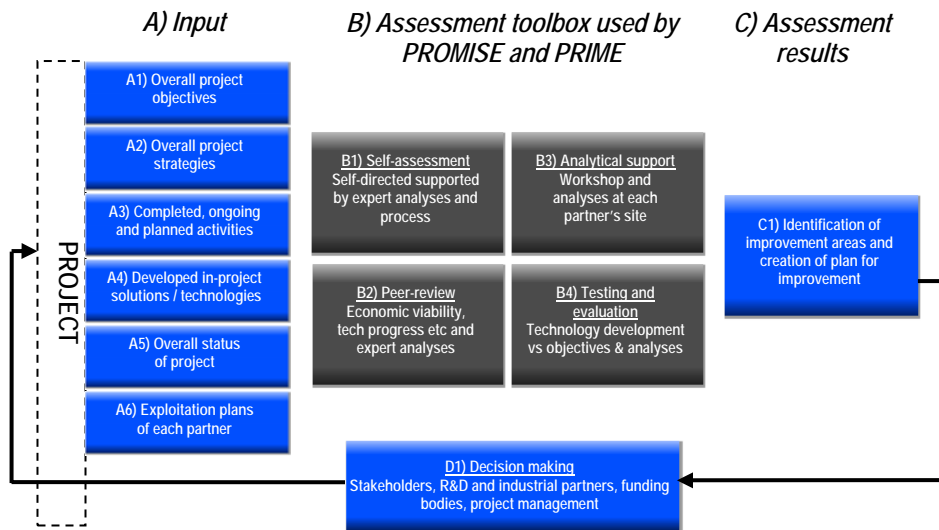 A) Input
B) Assessment toolbox used by
PROMISE and PRIME
C) Assessment
results
PROJECT
A1) Overall project
objectives
A2) Overall project
strategies
A3) Completed, ongoing
and planned activities
A4) Developed in-project
solutions / technologies
A5) Overall status
of project
A6) Exploitation plans
of each partner
B1) Self-assessment
Self-directed supported
by expert analyses and
process
B3) Analytical support
Workshop and
analyses at each
partner's site
B2) Peer-review
Economic viability,
tech progress etc and
expert analyses
B4) Testing and
evaluation
Technology development
vs objectives & analyses
C1) Identification of
improvement areas and
creation of plan for
improvement
D1) Decision making
Stakeholders, R&D and industrial partners, funding
bodies, project management